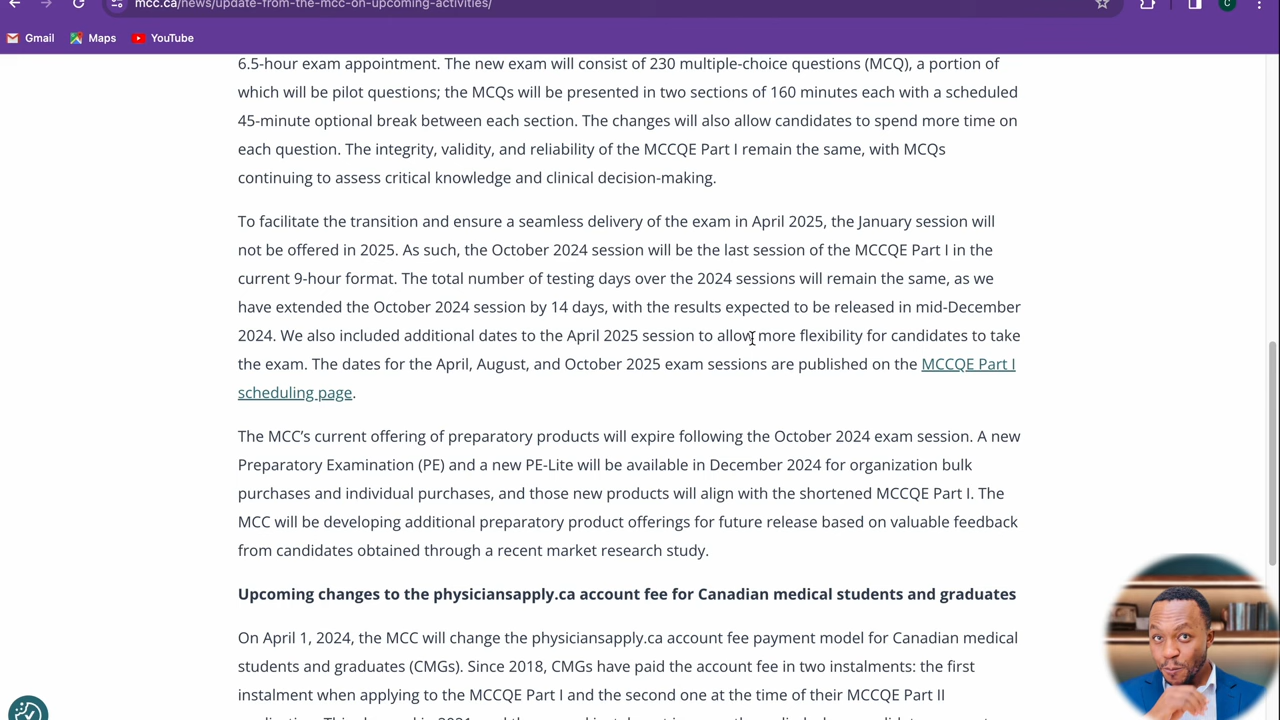 mcc.ca/news/update-from-the-mcc-on-upcoming-activities/
C
Gmail Maps YouTube
6.5-hour exam appointment. The new exam will consist of 230 multiple-choice questions (MCQ), a portion of
which will be pilot questions; the MCQs will be presented in two sections of 160 minutes each with a scheduled
45-minute optional break between each section. The changes will also allow candidates to spend more time on
each question. The integrity, validity, and reliability of the MCCQE Part I remain the same, with MCQs
continuing to assess critical knowledge and clinical decision-making.
To facilitate the transition and ensure a seamless delivery of the exam in April 2025, the January session will
not be offered in 2025. As such, the October 2024 session will be the last session of the MCCQE Part I in the
current 9-hour format. The total number of testing days over the 2024 sessions will remain the same, as we
have extended the October 2024 session by 14 days, with the results expected to be released in mid-December
2024. We also included additional dates to the April 2025 session to allow more flexibility for candidates to take
the exam. The dates for the April, August, and October 2025 exam sessions are published on the MCCQE Part I
scheduling page.
The MCC’s current offering of preparatory products will expire following the October 2024 exam session. A new
Preparatory Examination (PE) and a new PE-Lite will be available in December 2024 for organization bulk
purchases and individual purchases, and those new products will align with the shortened MCCQE Part I. The
MCC will be developing additional preparatory product offerings for future release based on valuable feedback
from candidates obtained through a recent market research study.
Upcoming changes to the physiciansapply.ca account fee for Canadian medical students and graduates
On April 1, 2024, the MCC will change the physiciansapply.ca account fee payment model for Canadian medical
students and graduates (CMGs). Since 2018, CMGs have paid the account fee in two instalments: the first
instalment when applying to the MCCQE Part I and the second one at the time of their MCCQE Part II